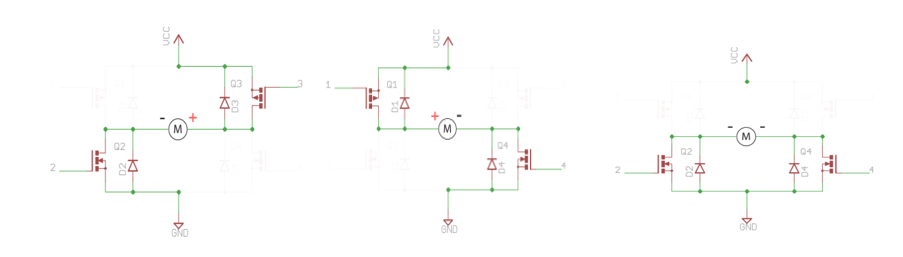 VCC
Q3
3
D3
-
+
M
Q2
2
D2
GND
VCC
1
Q1
D1
+
-
M
Q4
4
D4
GND
VCC
-
-
M
Q2
2
D2
Q4
4
D4
GND